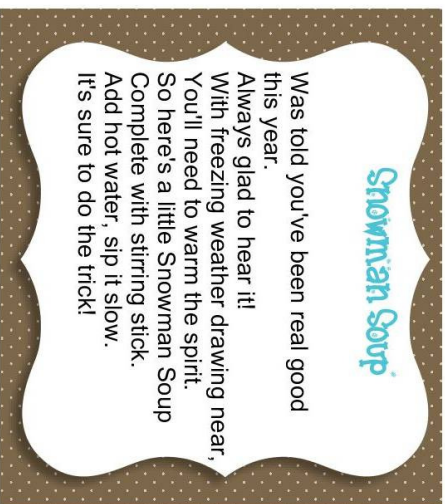 Snowman Soup
Was told you've been real good
this year.
Always glad to hear it!
With freezing weather drawing near,
You'll need to warm the spirit.
So here's a little Snowman Soup
Complete with stirring stick.
Add hot water, sip it slow.
It's sure to do the trick!